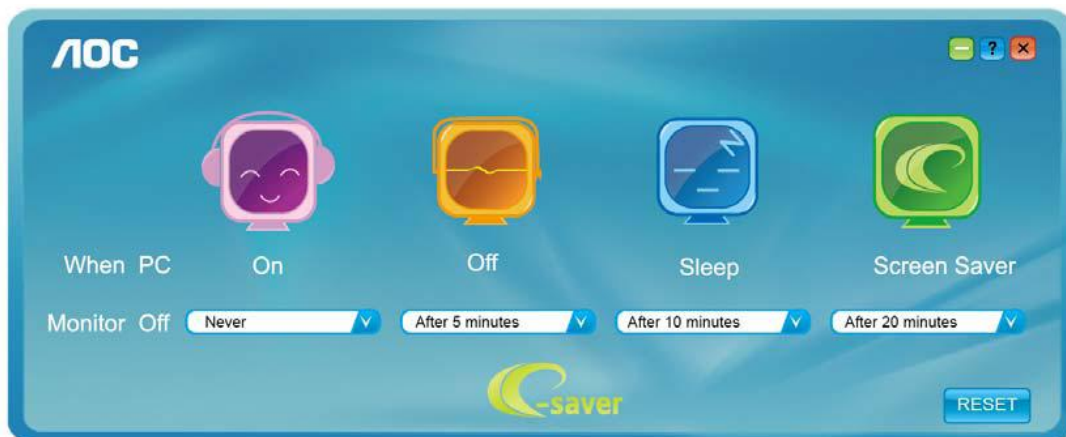 AOC
?
When PC On Off Sleep Screen Saver
Monitor Off Never After 5 minutes After 10 minutes After 20 minutes
e-saver
RESET